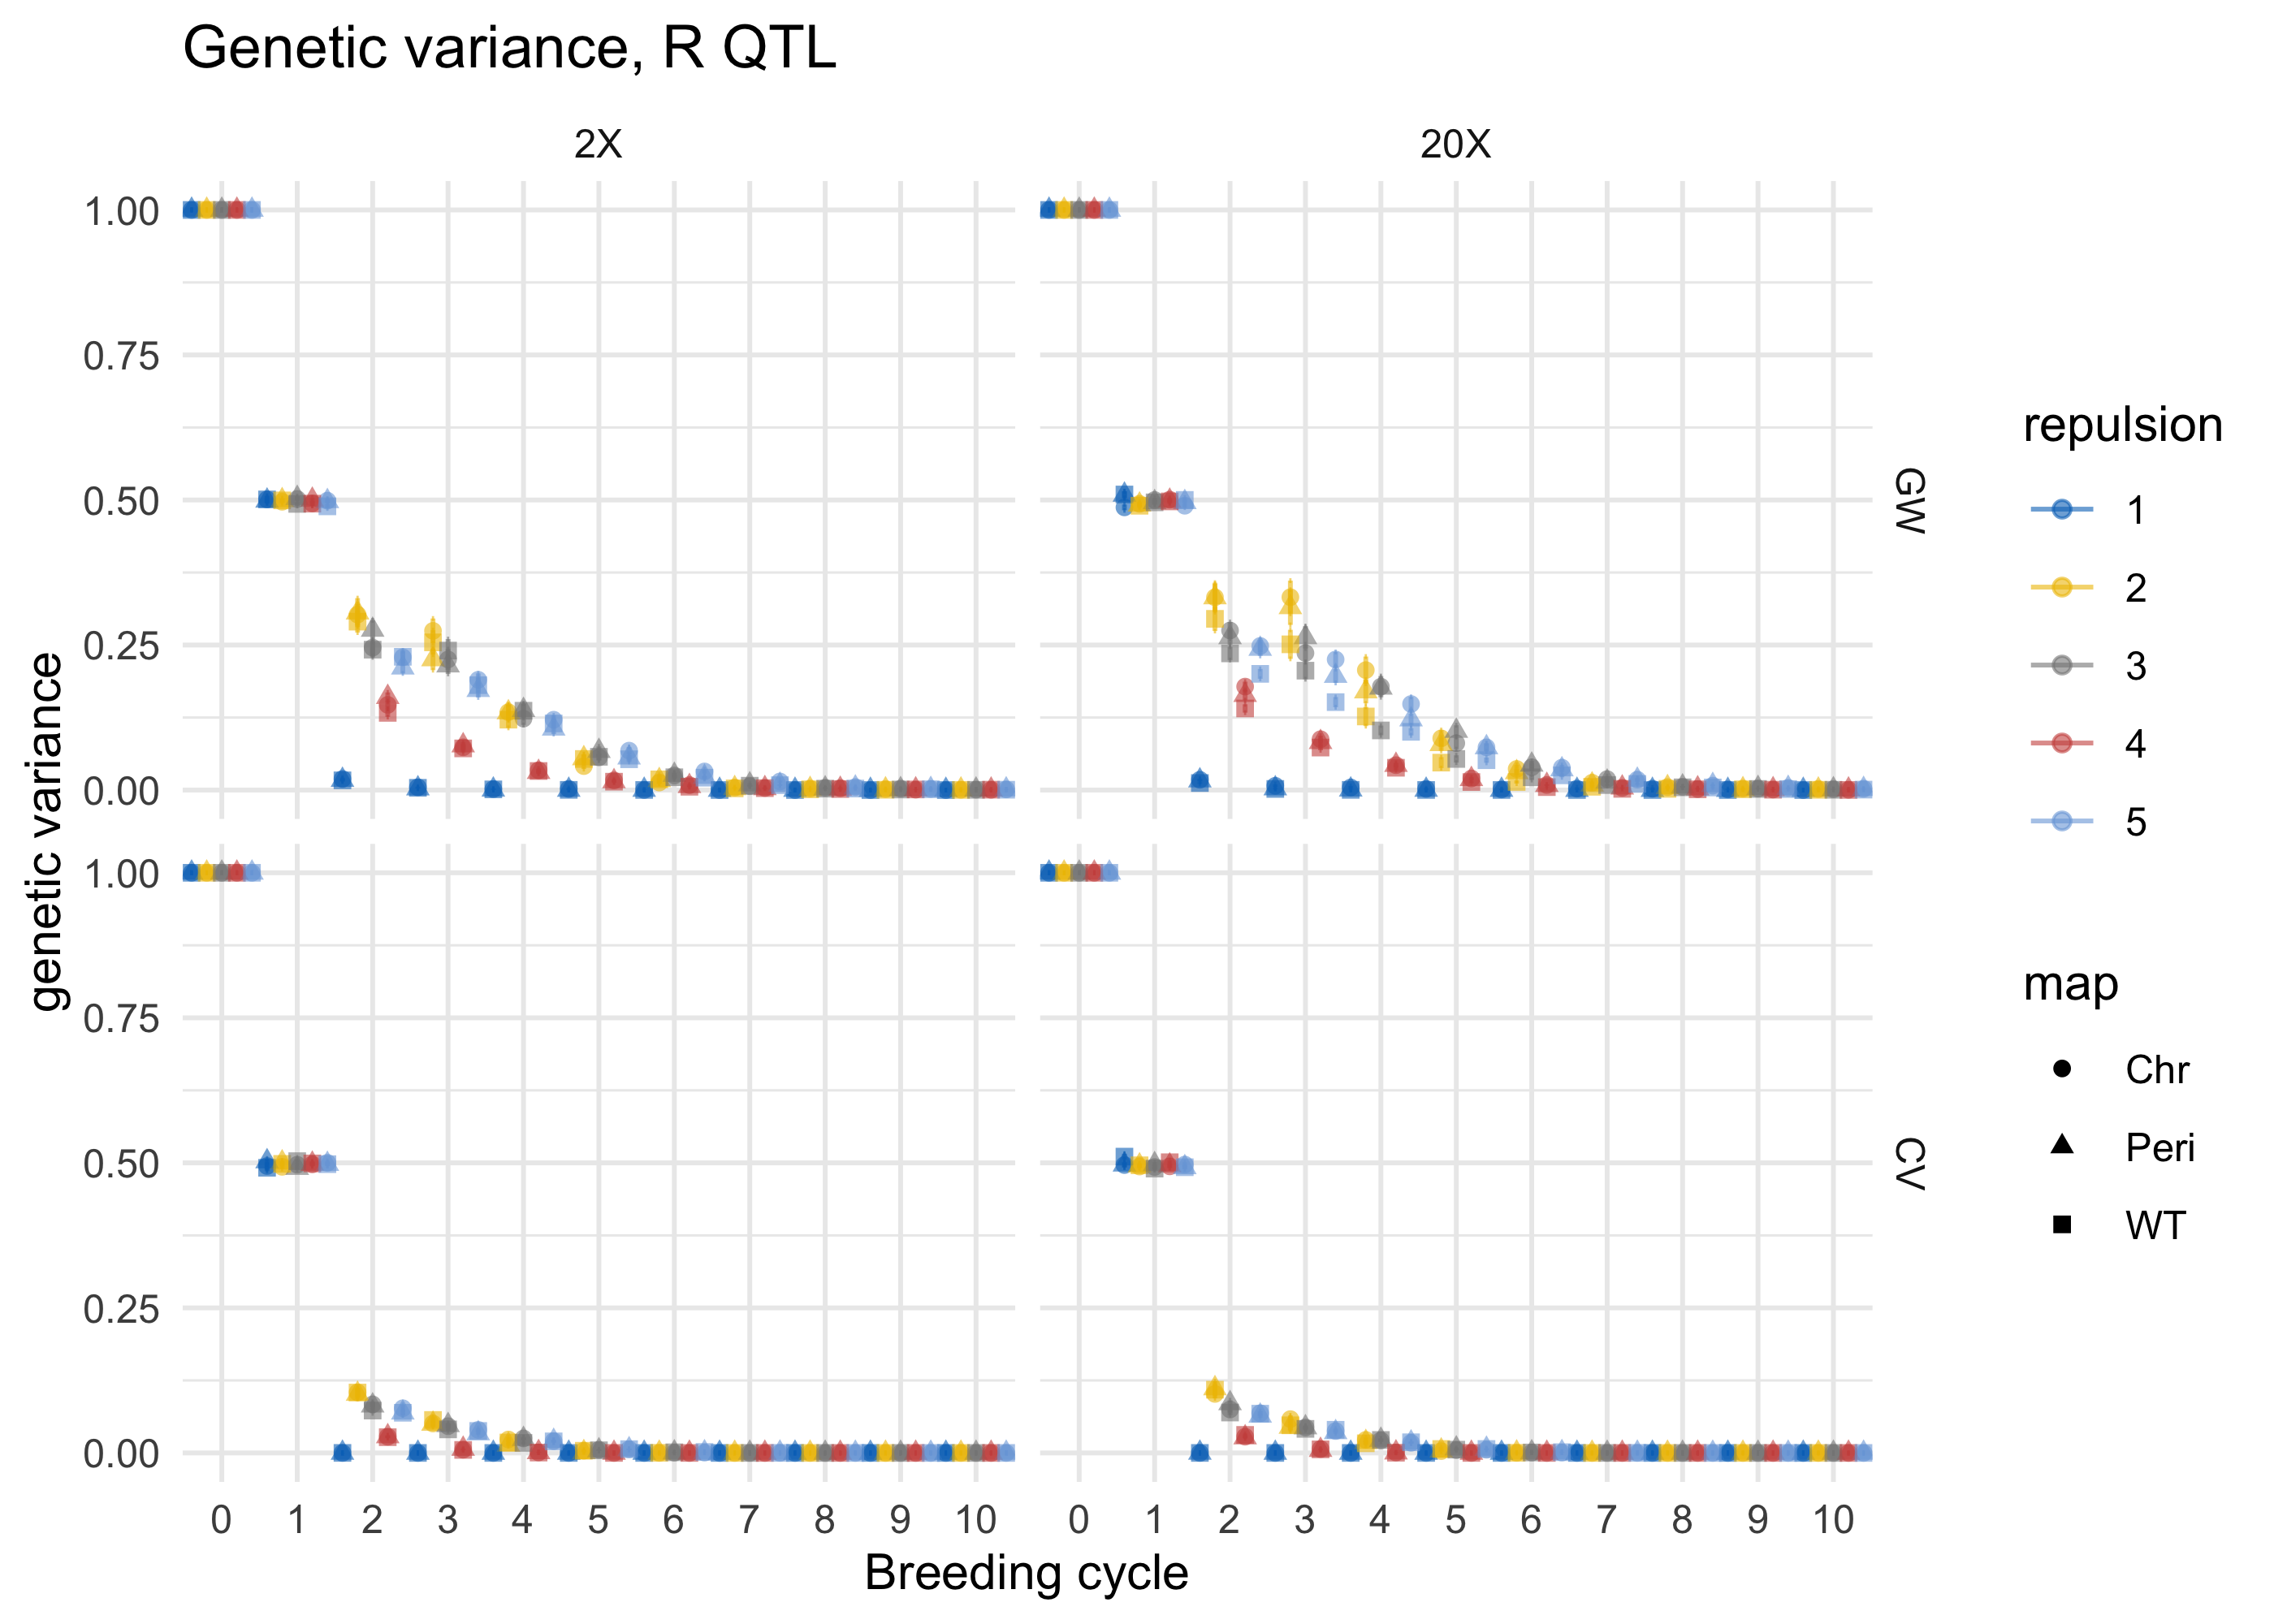 Genetic variance, R QTL
2X
20X
1.00
0.75
0.50
0.25
0.00
GW
1.00
0.75
0.50
0.25
0.00
CV
genetic variance
0 1 2 3 4 5 6 7 8 9 10
0 1 2 3 4 5 6 7 8 9 10
Breeding cycle
repulsion
1
2
3
4
5
map
Chr
Peri
WT